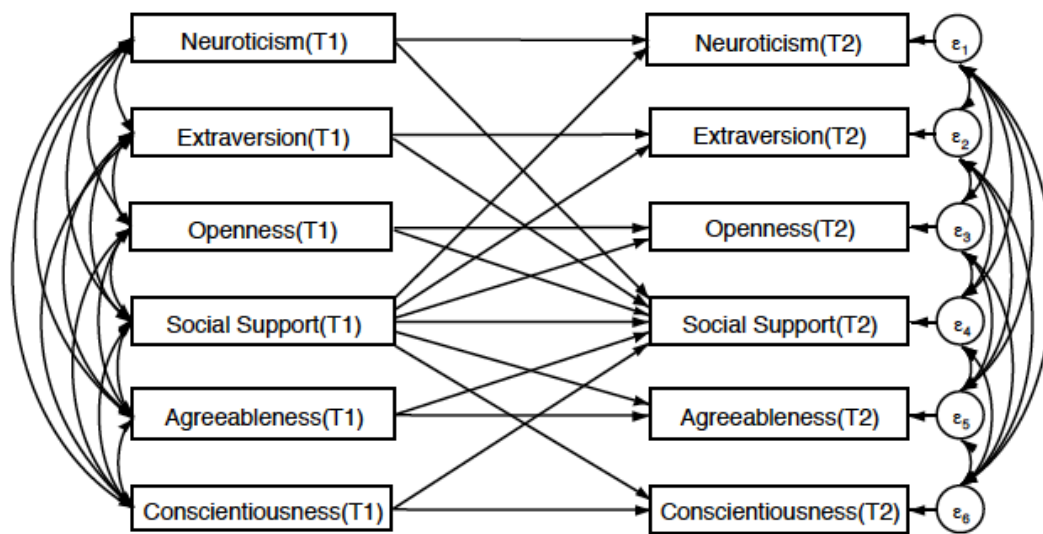 Neuroticism(T1)
Neuroticism(T2)
ε1
Extraversion(T1)
Extraversion(T2)
ε2
Openness(T1)
Openness(T2)
ε3
Social Support(T1)
Social Support(T2)
ε4
Agreeableness(T1)
Agreeableness(T2)
ε5
Conscientiousness(T1)
Conscientiousness(T2)
ε6